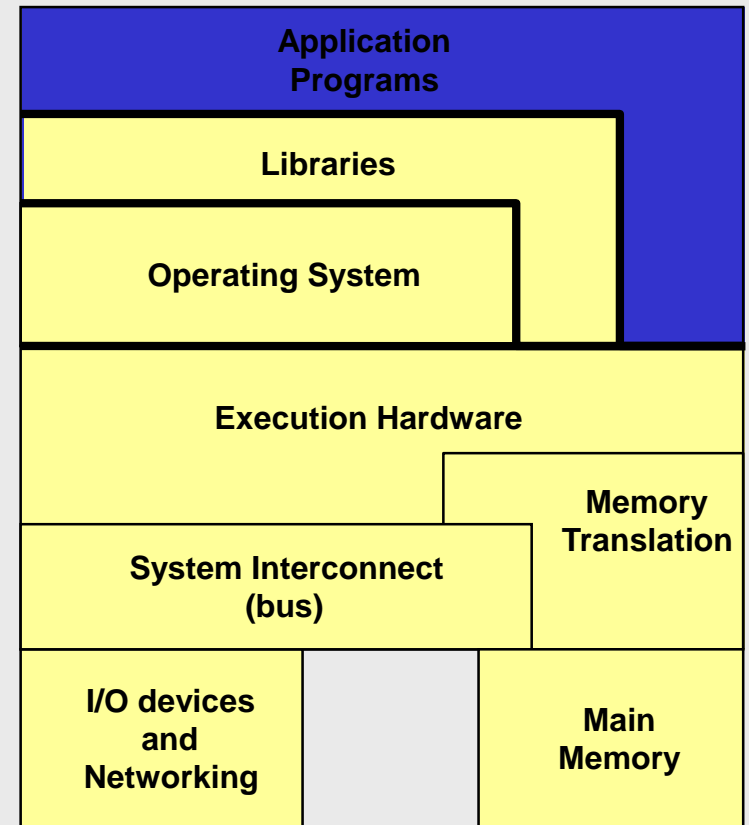 Application
Programs
Libraries
Operating System
Execution Hardware
Memory
Translation
System Interconnect
(bus)
I/O devices
and
Networking
Main
Memory